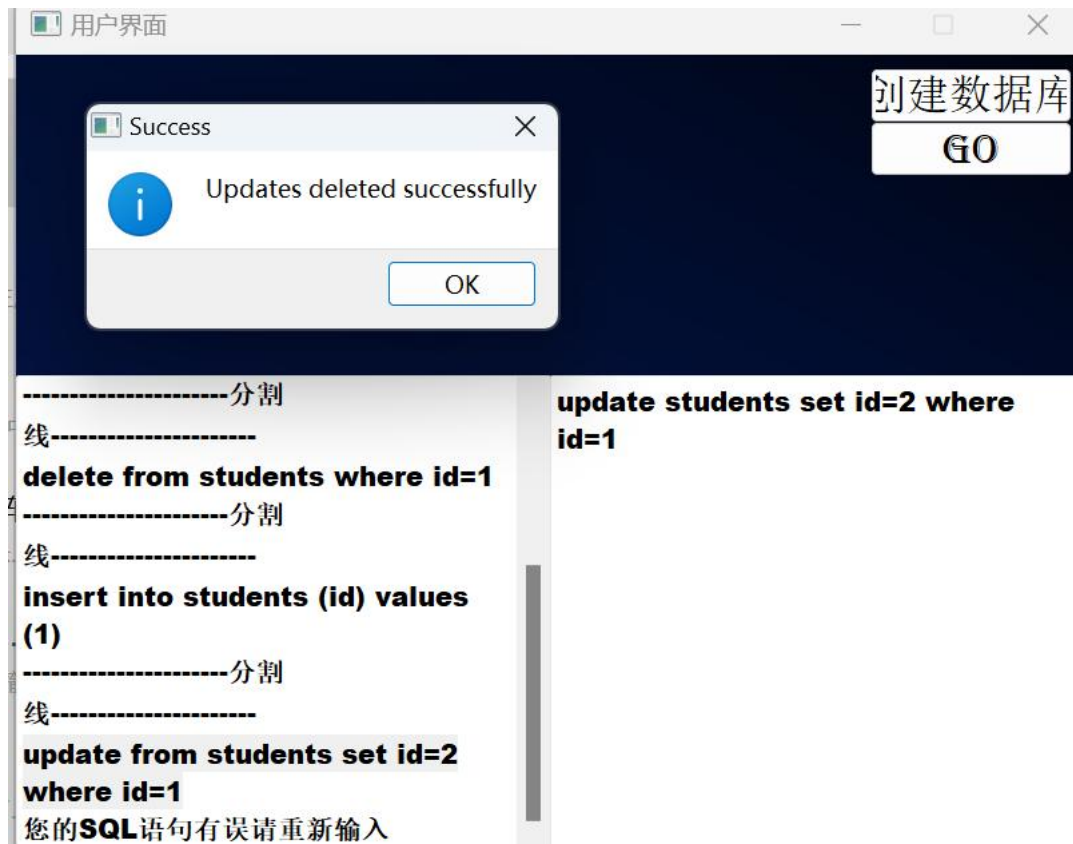 用户界面
创建数据库
GO
Success
Updates deleted successfully
OK
----------------------分割
线----------------------
delete from students where id=1
----------------------分割
线----------------------
insert into students (id) values
(1)
----------------------分割
线----------------------
update from students set id=2
where id=1
您的SQL语句有误请重新输入
update students set id=2 where
id=1